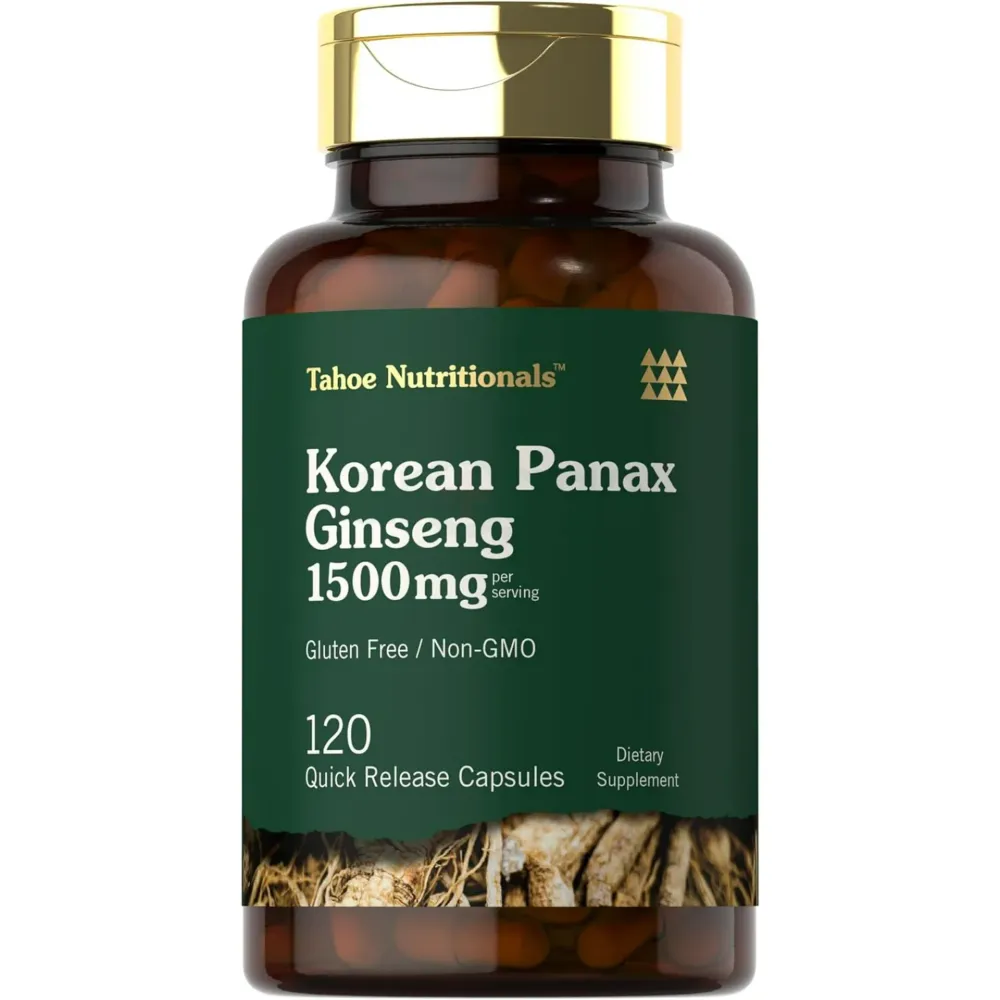 Tahoe Nutritionals™
Korean Panax
Ginseng
1500mg per serving
Gluten Free / Non-GMO
120
Quick Release Capsules
Dietary
Supplement